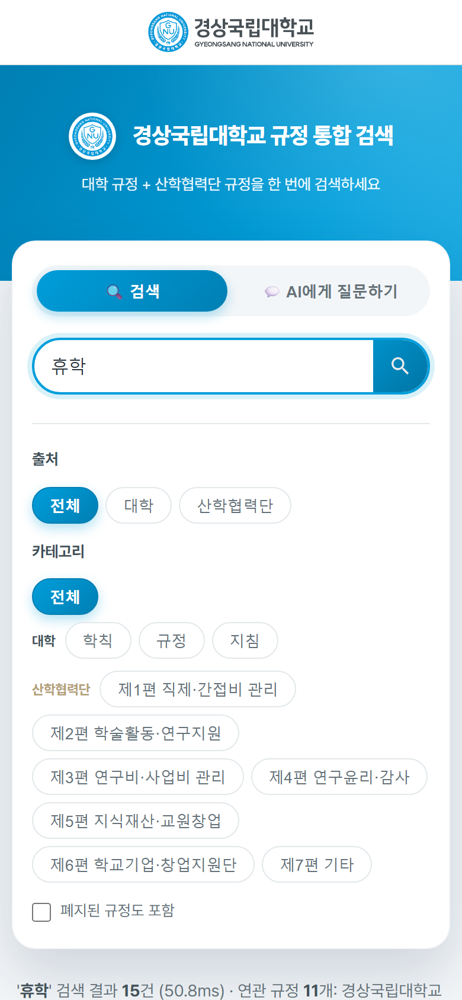 경상국립대학교
GYEONGSANG NATIONAL UNIVERSITY
경상국립대학교 규정 통합 검색
대학 규정 + 산학협력단 규정을 한 번에 검색하세요
검색
AI에게 질문하기
휴학
출처
전체 대학 산학협력단
카테고리
전체
대학 학칙 규정 지침
산학협력단 제1편 직제·간접비 관리
제2편 학술활동·연구지원
제3편 연구비·사업비 관리 제4편 연구윤리·감사
제5편 지식재산·교원창업
제6편 학교기업·창업지원단 제7편 기타
폐지된 규정도 포함
'휴학' 검색 결과 15건 (50.8ms) · 연관 규정 11개: 경상국립대학교